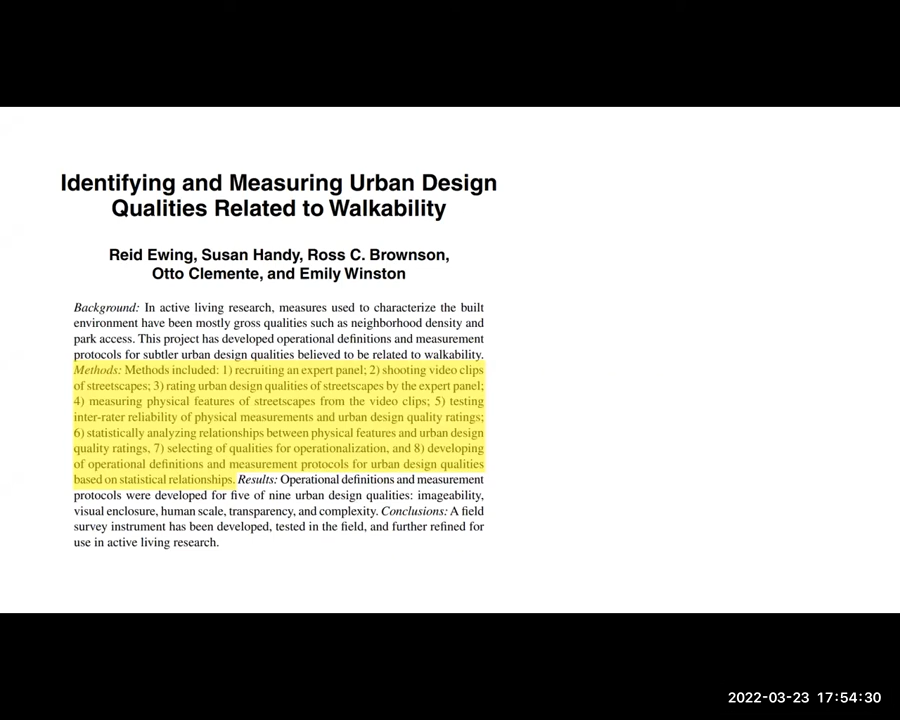 Identifying and Measuring Urban Design
Qualities Related to Walkability
Reid Ewing, Susan Handy, Ross C. Brownson,
Otto Clemente, and Emily Winston
Background: In active living research, measures used to characterize the built
environment have been mostly gross qualities such as neighborhood density and
park access. This project has developed operational definitions and measurement
protocols for subtler urban design qualities believed to be related to walkability.
Methods: Methods included: 1) recruiting an expert panel; 2) shooting video clips
of streetscapes; 3) rating urban design qualities of streetscapes by the expert panel;
4) measuring physical features of streetscapes from the video clips; 5) testing
inter-rater reliability of physical measurements and urban design quality ratings;
6) statistically analyzing relationships between physical features and urban design
quality ratings, 7) selecting of qualities for operationalization, and 8) developing
of operational definitions and measurement protocols for urban design qualities
based on statistical relationships. Results: Operational definitions and measurement
protocols were developed for five of nine urban design qualities: imageability,
visual enclosure, human scale, transparency, and complexity. Conclusions: A field
survey instrument has been developed, tested in the field, and further refined for
use in active living research.
2022-03-23 17:54:30